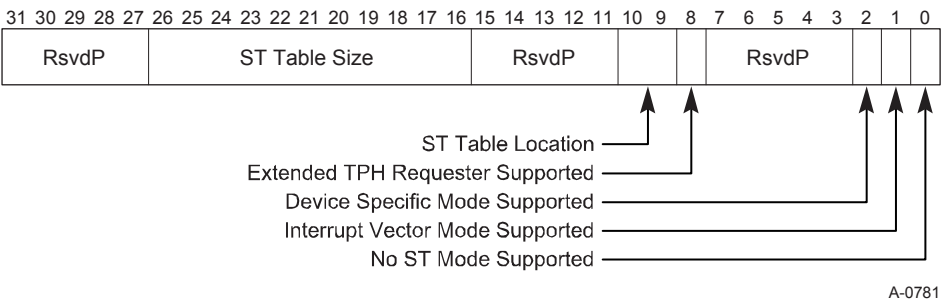 31 30 29 28 27 26 25 24 23 22 21 20 19 18 17 16 15 14 13 12 11 10 9 8 7 6 5 4 3 2 1 0
RsvdP ST Table Size RsvdP RsvdP
ST Table Location
Extended TPH Requester Supported
Device Specific Mode Supported
Interrupt Vector Mode Supported
No ST Mode Supported
A-0781